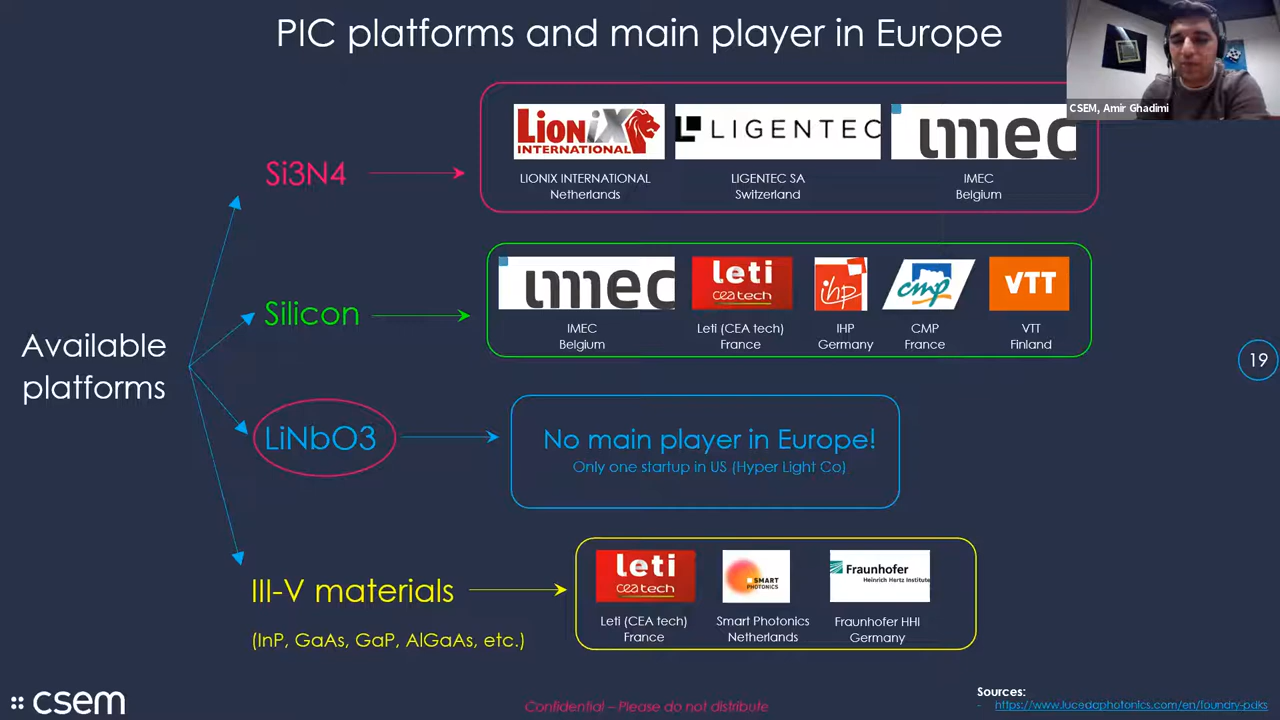 PIC platforms and main player in Europe
CSEM, Amir Ghadimi
Si3N4
LioniX
INTERNATIONAL
LIGENTEC
imec
LIONIX INTERNATIONAL
Netherlands
LIGENTEC SA
Switzerland
IMEC
Belgium
Silicon
imec
leti
ceatech
ihp
cmp
VTT
IMEC
Belgium
Leti (CEA tech)
France
IHP
Germany
CMP
France
VTT
Finland
Available
platforms
19
LiNbO3
No main player in Europe!
Only one startup in US (Hyper Light Co)
III-V materials
(InP, GaAs, GaP, AlGaAs, etc.)
leti
ceatech
SMART
PHOTONICS
Fraunhofer
Heinrich Hertz Institute
Leti (CEA tech)
France
Smart Photonics
Netherlands
Fraunhofer HHI
Germany
csem
Confidential – Please do not distribute
Sources:
- https://www.lucedaphotonics.com/en/foundry-pdks